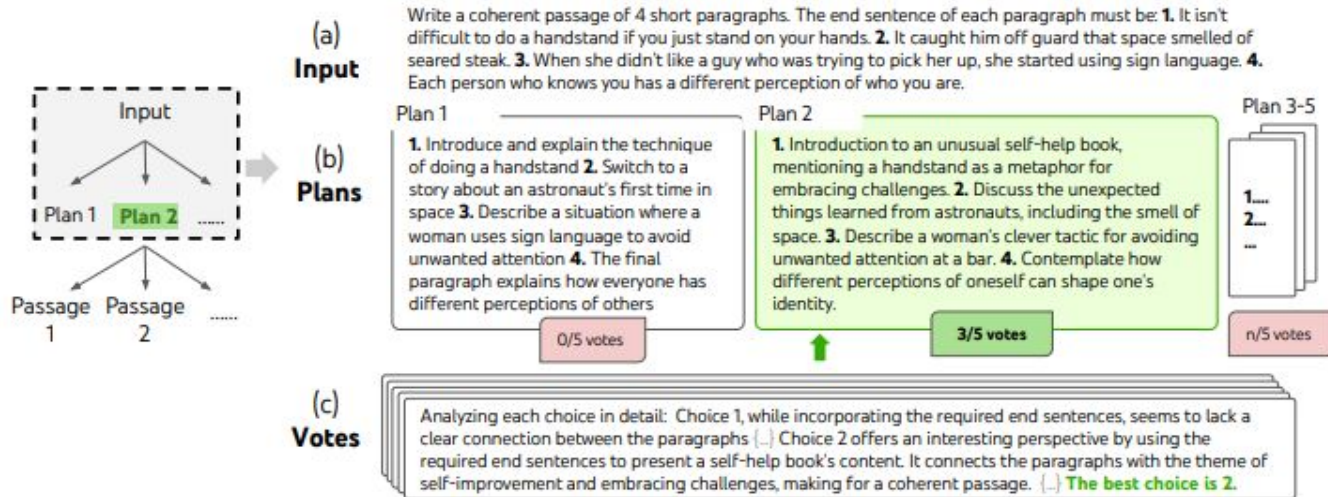 (a)
Input
Write a coherent passage of 4 short paragraphs. The end sentence of each paragraph must be: 1. It isn't
difficult to do a handstand if you just stand on your hands. 2. It caught him off guard that space smelled of
seared steak. 3. When she didn't like a guy who was trying to pick her up, she started using sign language. 4.
Each person who knows you has a different perception of who you are.
Input
Plan 1
Plan 2
......
Passage
1
Passage
2
......
(b)
Plans
Plan 1
1. Introduce and explain the technique
of doing a handstand 2. Switch to a
story about an astronaut's first time in
space 3. Describe a situation where a
woman uses sign language to avoid
unwanted attention 4. The final
paragraph explains how everyone has
different perceptions of others
0/5 votes
Plan 2
1. Introduction to an unusual self-help book,
mentioning a handstand as a metaphor for
embracing challenges. 2. Discuss the unexpected
things learned from astronauts, including the smell of
space. 3. Describe a woman's clever tactic for avoiding
unwanted attention at a bar. 4. Contemplate how
different perceptions of oneself can shape one's
identity.
3/5 votes
Plan 3-5
1....
2....
...
n/5 votes
(c)
Votes
Analyzing each choice in detail: Choice 1, while incorporating the required end sentences, seems to lack a
clear connection between the paragraphs {...} Choice 2 offers an interesting perspective by using the
required end sentences to present a self-help book's content. It connects the paragraphs with the theme of
self-improvement and embracing challenges, making for a coherent passage. {...} The best choice is 2.